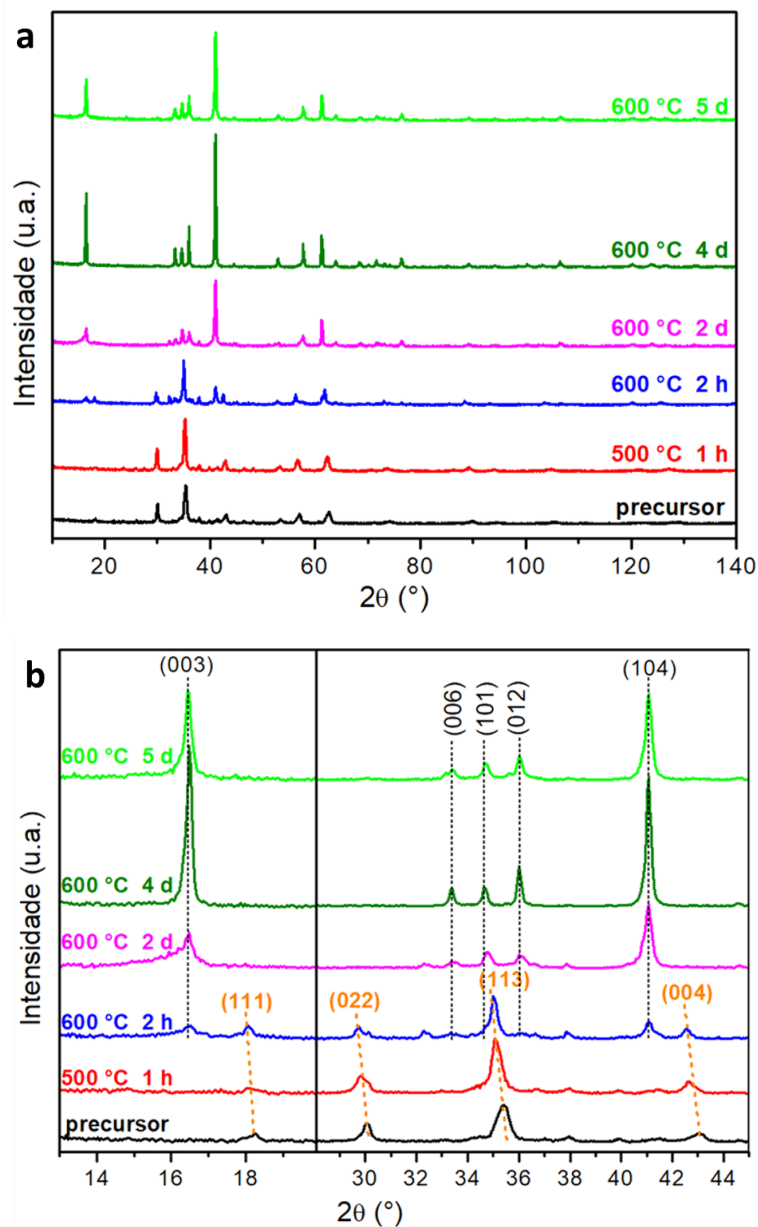 a
600 °C 5 d
600 °C 4 d
600 °C 2 d
600 °C 2 h
500 °C 1 h
precursor
Intensidade (u.a.)
20 40 60 80 100 120 140
2θ (°)
b
(003)
(006)
(101)
(012)
(104)
600 °C 5 d
600 °C 4 d
600 °C 2 d
(111)
(022)
(113)
(004)
600 °C 2 h
500 °C 1 h
precursor
Intensidade (u.a.)
14 16 18 30 32 34 36 38 40 42 44
2θ (°)